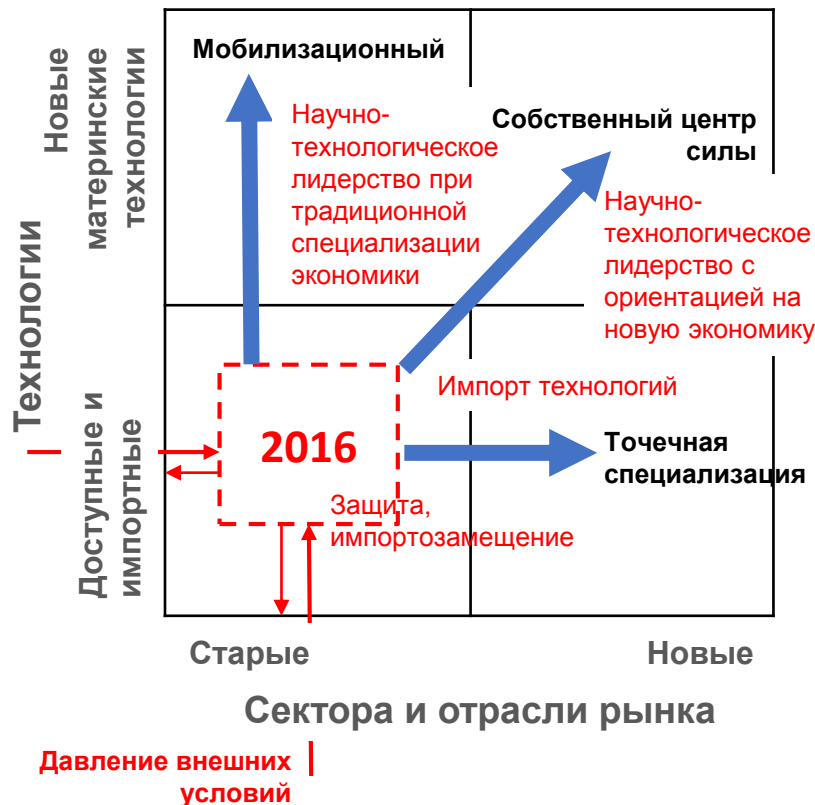 Технологии
Новые
материнские
технологии
Доступные и
импортные
Мобилизационный
Научно-
технологическое
лидерство при
традиционной
специализации
экономики
Собственный центр
силы
Научно-
технологическое
лидерство с
ориентацией на
новую экономику
2016
Импорт технологий
Точечная
специализация
Защита,
импортозамещение
Старые
Новые
Сектора и отрасли рынка
Давление внешних
условий